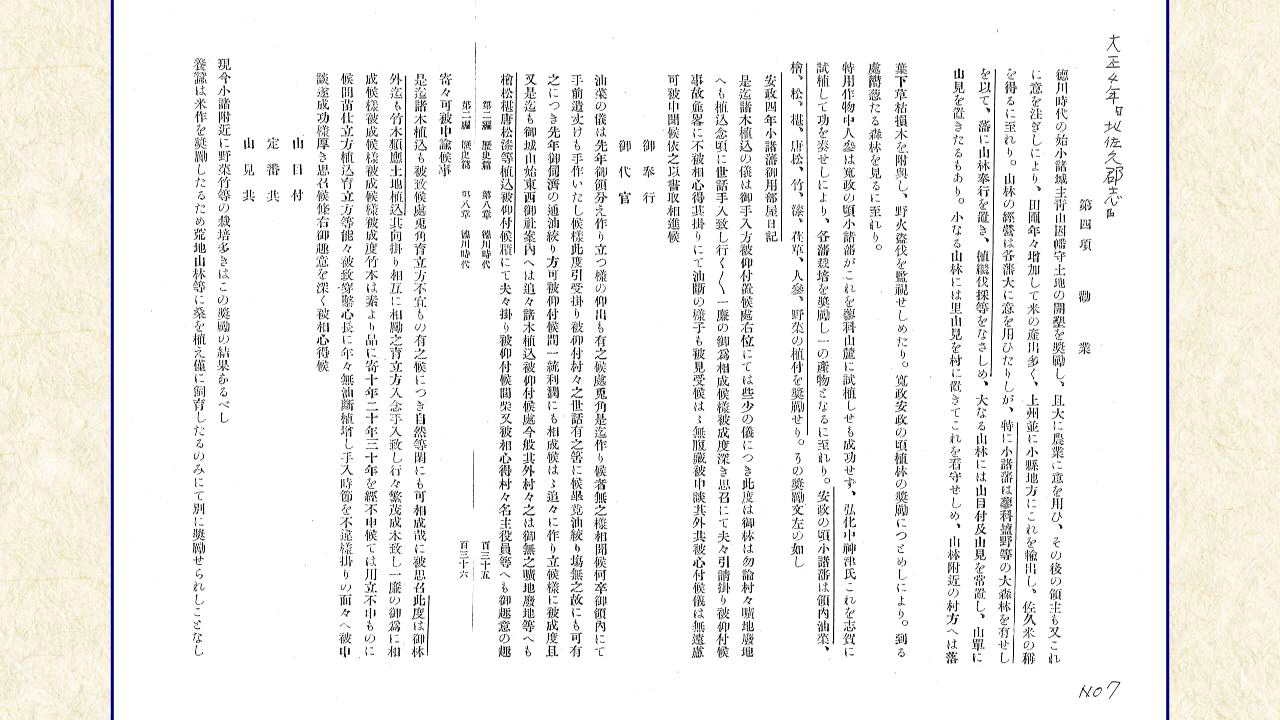 大正4年 北佐久郡志
第四項　勸業
德川時代の始小諸城主靑山因幡守土地の開墾を奬勵し、且大に農業に意を用ひ、その後の領主も又これ
に意を注ぎしにより、田圃年々增加して米の產出多く、上州並に小縣地方にこれを輸出し、佐久米の稱
を得るに至れり。山林の經營は各藩大に意を用ひたりしが、特に小諸藩は蓼科鹽野等の大森林を有せし
を以て、藩に山林奉行を置き、植繼伐採等をなさしめ、大なる山林には山目付及山見を常置し、山單に
山見を置きたるもあり。小なる山林には里山見を村に置きてこれを看守せしめ、山林附近の村方へは落
葉下草枯損木を附與し、野火盜伐を監視せしめたり。寬政安政の頃植林の奬勵につとめしにより。到る
處鬱蒼たる森林を見るに至れり。
特用作物中人參は寬政の頃小諸藩がこれを蓼科山麓に試植しせも成功せず、弘化中神津氏これを志賀に
試植して功を奏せしにより、各藩栽培を奬勵し一の產物となるに至れり。安政の頃小諸藩は領內油菜、
檜、松、椹、唐松、竹、漆、茬草、人參、野菜の植付を奬勵せり。その奬勵文左の如し
安政四年小諸藩御用部屋日記
是迄諸木植込の儀は御手入方被仰付置候處右位にては些少の儀につき此度は御林は勿論村々曠地廢地
へも植込念頃に世話手入致し行く〱一廉の御爲相成候樣被成度深き思召にて夫々引請掛り被仰付候
事故麁畧に不被相心得其掛りにて油斷の樣子も被見受候はゞ無服臟被申談其外共被心付候儀は無遠慮
可被申聞候依之以書取相達候
御奉行
御代官
油菜の儀は先年御領分え作り立つ樣の仰出も有之候處兎角是迄作り候者無之樣相聞候何卒御領內にて
手前遣丈けも手作いたし候樣此度引受掛り被仰付村々之世話有之筈に候畢竟油絞り場無之故にも可有
之につき先年御伺濟の通油絞り方可被仰付候間一統利潤にも相成候はゞ追々に作り立候樣に被成度且
又是迄も御城山始東西御社案內へは追々諸木植込被仰付候處今般其外村々之は御無之曠地廢地等へも
檜松椹唐松漆等植込被仰付候積にて夫々掛り被仰付候間柴又被相心得村々名主役員等へも御趣意の趣
第二編　歷史篇　第八章　德川時代　百三十五
第二編　歷史篇　第八章　德川時代　百三十六
寄々可被申諭候事
是迄諸木植込も被致候處兎角育立方不宜もの有之候につき自然等閑にも可相成哉に被思召此度は御林
外迄も竹木類應土地植込共向掛り相互に相勵之育立方入念手入致し行々繁茂成木致し一廉の御爲に相
成候樣被成候樣被成候樣被成度竹木は素より品に寄十年二十年三十年を經不申候ては用立不申ものに
候間苗仕立方植込育立方等能々被致穿鑿心長に年々無油斷植增し手入時節を不違樣掛りの面々へ被申
談遂成功樣厚き思召候條右御趣意を深く被相心得候
山目付
定番共
山見共
現今小諸附近に野菜竹等の栽培多きはこの奬勵の結果なるべし
養蠶は米作を奬勵したるため荒地山林等に桑を植え僅に飼育したるのみにて別に奬勵せられしことなし
NO7